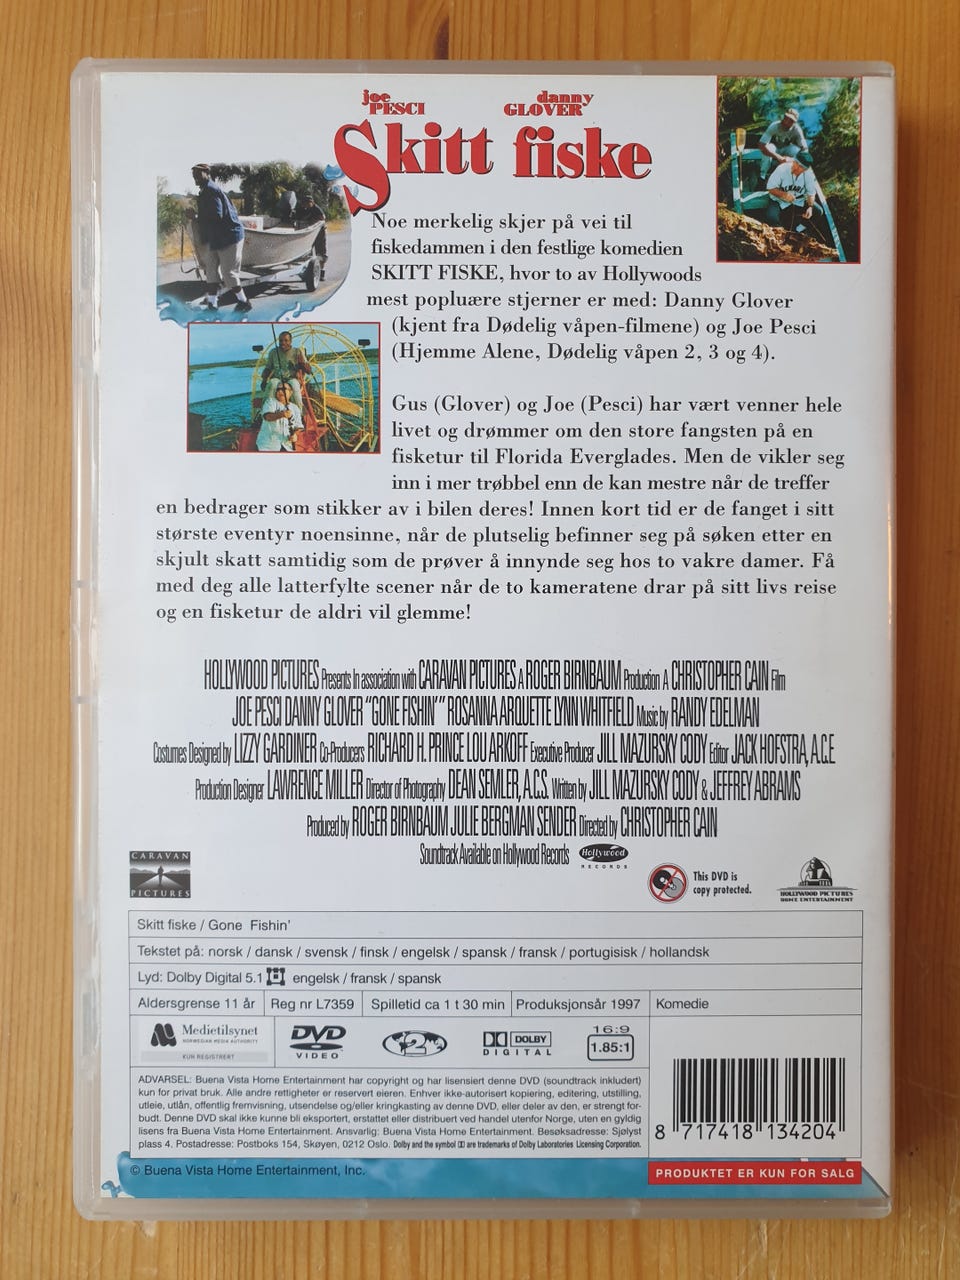 joe PESCI danny GLOVER
Skitt fiske
Noe merkelig skjer på vei til
fiskedammen i den festlige komedien
SKITT FISKE, hvor to av Hollywoods
mest popluære stjerner er med: Danny Glover
(kjent fra Dødelig våpen-filmene) og Joe Pesci
(Hjemme Alene, Dødelig våpen 2, 3 og 4).
Gus (Glover) og Joe (Pesci) har vært venner hele
livet og drømmer om den store fangsten på en
fisketur til Florida Everglades. Men de vikler seg
inn i mer trøbbel enn de kan mestre når de treffer
en bedrager som stikker av i bilen deres! Innen kort tid er de fanget i sitt
største eventyr noensinne, når de plutselig befinner seg på søken etter en
skjult skatt samtidig som de prøver å innynde seg hos to vakre damer. Få
med deg alle latterfylte scener når de to kameratene drar på sitt livs reise
og en fisketur de aldri vil glemme!
HOLLYWOOD PICTURES Presents In association with CARAVAN PICTURES A ROGER BIRNBAUM Production A CHRISTOPHER CAIN Film
JOE PESCI DANNY GLOVER "GONE FISHIN'" ROSANNA ARQUETTE LYNN WHITFIELD Music by RANDY EDELMAN
Costumes Designed by LIZZY GARDINER Co-Producers RICHARD H. PRINCE LOU ARKOFF Executive Producer JILL MAZURSKY CODY Editor JACK HOFSTRA, A.C.E
Production Designer LAWRENCE MILLER Director of Photography DEAN SEMLER, A.C.S. Written by JILL MAZURSKY CODY & JEFFREY ABRAMS
Produced by ROGER BIRNBAUM JULIE BERGMAN SENDER Directed by CHRISTOPHER CAIN
Soundtrack Available on Hollywood Records Hollywood RECORDS
CARAVAN PICTURES
This DVD is
copy protected.
HOLLYWOOD PICTURES
HOME ENTERTAINMENT
Skitt fiske / Gone Fishin'
Tekstet på: norsk / dansk / svensk / finsk / engelsk / spansk / fransk / portugisisk / hollandsk
Lyd: Dolby Digital 5.1 engelsk / fransk / spansk
Aldersgrense 11 år Reg nr L7359 Spilletid ca 1 t 30 min Produksjonsår 1997 Komedie
Medietilsynet
NORWEGIAN MEDIA AUTHORITY
KUN REGISTRERT
DVD VIDEO
2
DOLBY DIGITAL
16:9
1.85:1
ADVARSEL: Buena Vista Home Entertainment har copyright og har lisensiert denne DVD (soundtrack inkludert)
kun for privat bruk. Alle andre rettigheter er reservert eieren. Enhver ikke-autorisert kopiering, editering, utstilling,
utleie, utlån, offentlig fremvisning, utsendelse og/eller kringkasting av denne DVD, eller deler av den, er strengt for-
budt. Denne DVD skal ikke kunne bli eksportert, erstattet eller distribuert ved handel utenfor Norge, uten en gyldig
lisens fra Buena Vista Home Entertainment. Ansvarlig: Buena Vista Home Entertainment. Besøksadresse: Sjølyst
plass 4. Postadresse: Postboks 154, Skøyen, 0212 Oslo. Dolby and the symbol are trademarks of Dolby Laboratories Licensing Corporation.
8 717418 134204
© Buena Vista Home Entertainment, Inc.
PRODUKTET ER KUN FOR SALG